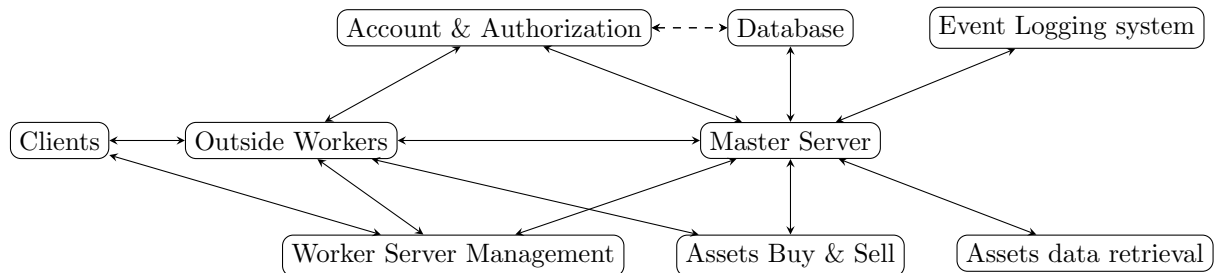 Account & Authorization
Database
Event Logging system
Clients
Outside Workers
Master Server
Worker Server Management
Assets Buy & Sell
Assets data retrieval